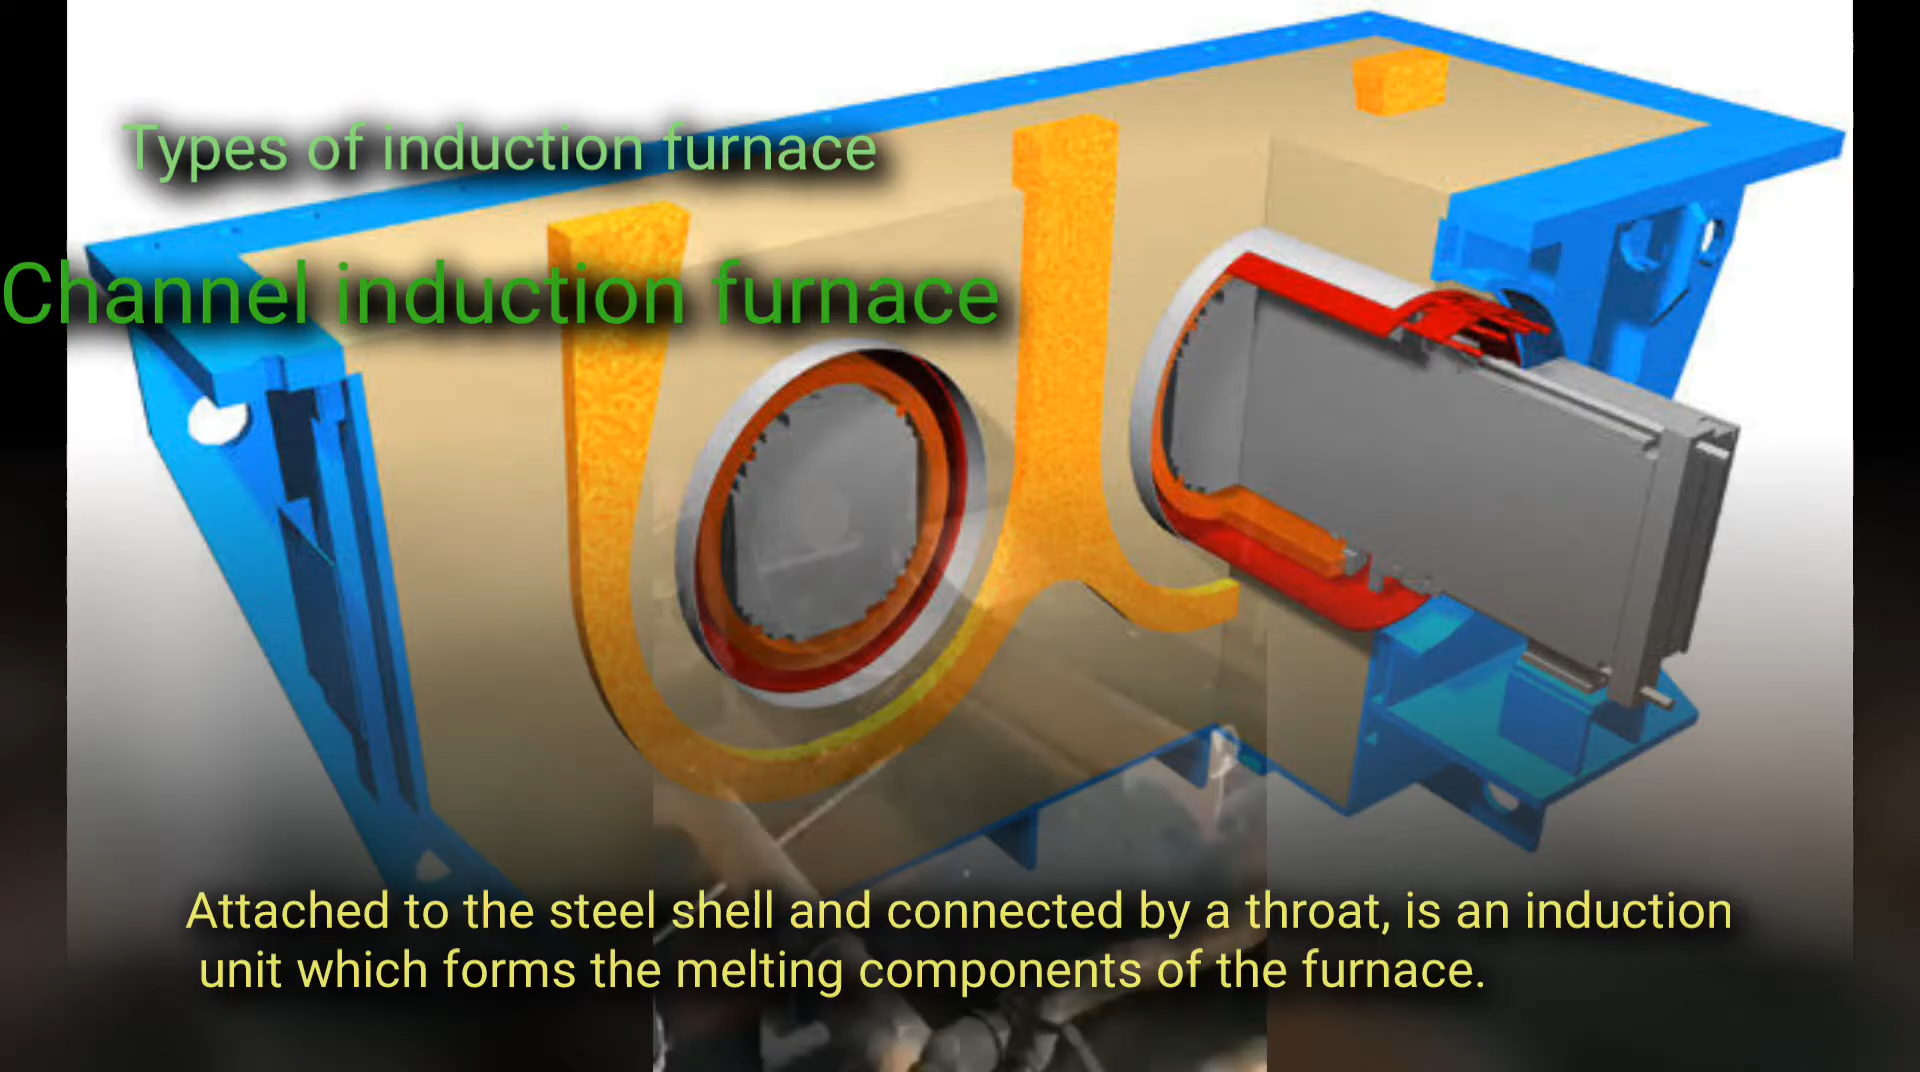 Types of induction furnace
Channel induction furnace
Attached to the steel shell and connected by a throat, is an induction
unit which forms the melting components of the furnace.